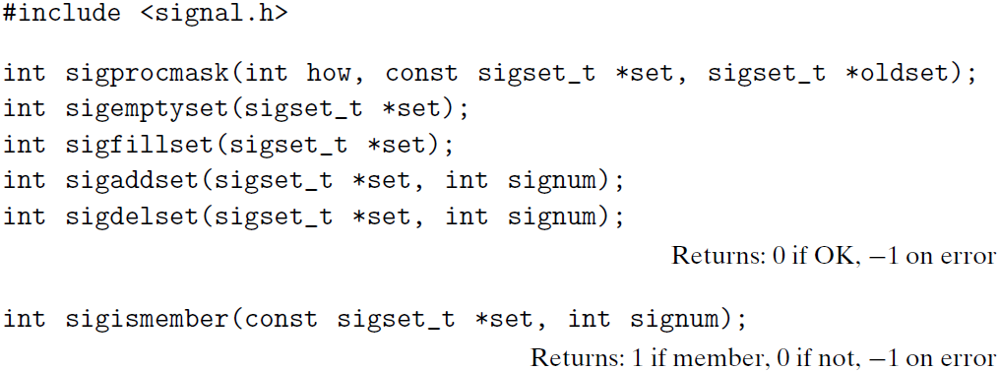 #include <signal.h>
int sigprocmask(int how, const sigset_t *set, sigset_t *oldset);
int sigemptyset(sigset_t *set);
int sigfillset(sigset_t *set);
int sigaddset(sigset_t *set, int signum);
int sigdelset(sigset_t *set, int signum);
Returns: 0 if OK, −1 on error
int sigismember(const sigset_t *set, int signum);
Returns: 1 if member, 0 if not, −1 on error